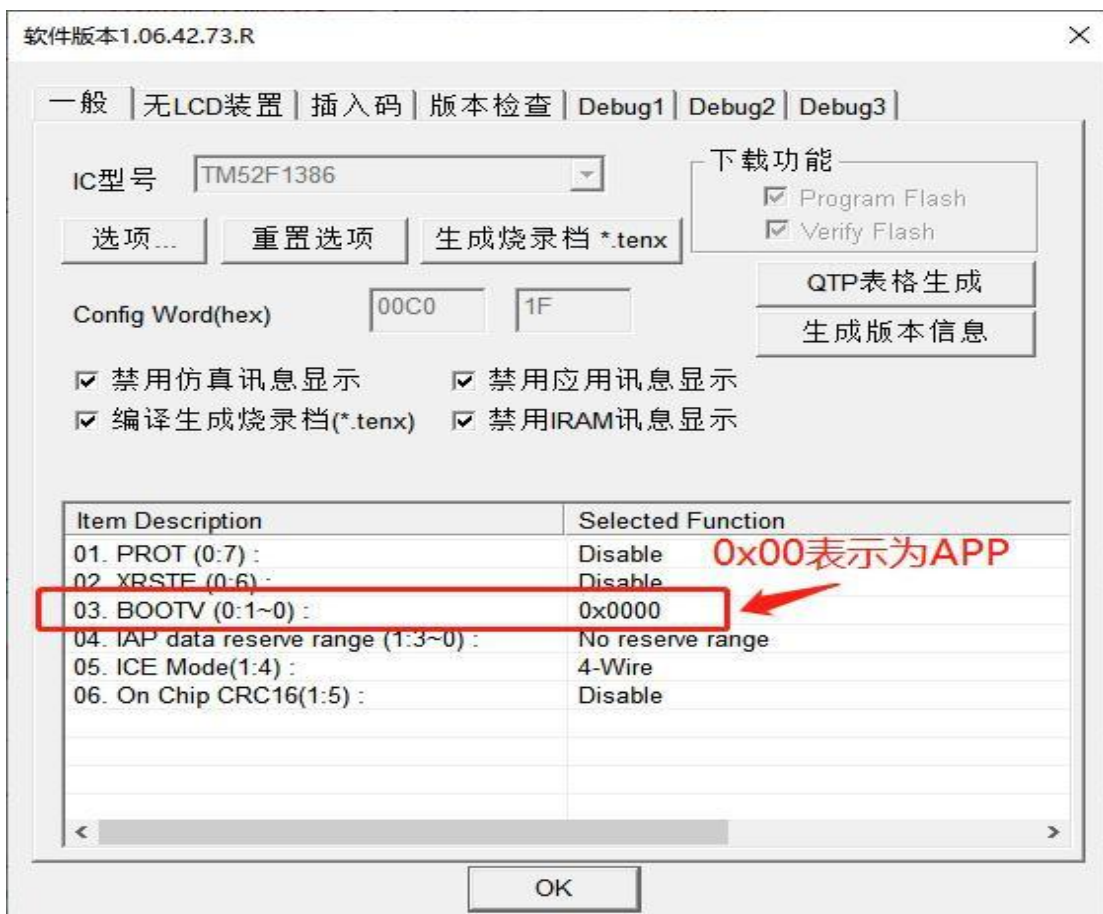 软件版本1.06.42.73.R
一般 无LCD装置 插入码 版本检查 Debug1 Debug2 Debug3
IC型号 TM52F1386
下载功能
Program Flash
Verify Flash
选项... 重置选项 生成烧录档 *.tenx
QTP表格生成
Config Word(hex) 00C0 1F
生成版本信息
禁用仿真讯息显示 禁用应用讯息显示
编译生成烧录档(*.tenx) 禁用IRAM讯息显示
Item Description Selected Function
01. PROT (0:7) : Disable
0x00表示为APP
02. XRSTE (0:6) : Disable
03. BOOTV (0:1~0) : 0x0000
04. IAP data reserve range (1:3~0) : No reserve range
05. ICE Mode(1:4) : 4-Wire
06. On Chip CRC16(1:5) : Disable
OK